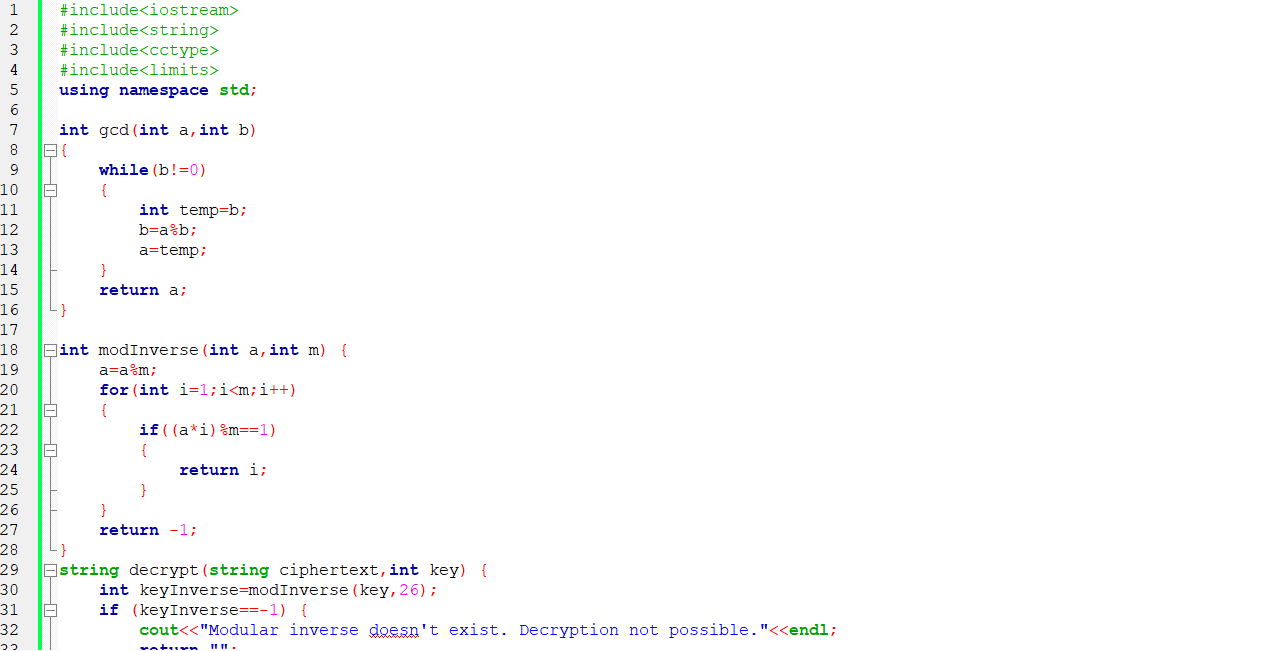 1 #include<iostream>
2 #include<string>
3 #include<cctype>
4 #include<limits>
5 using namespace std;
6
7 int gcd(int a,int b)
8 {
9     while(b!=0)
10     {
11         int temp=b;
12         b=a%b;
13         a=temp;
14     }
15     return a;
16 }
17
18 int modInverse(int a,int m) {
19     a=a%m;
20     for(int i=1;i<m;i++)
21     {
22         if((a*i)%m==1)
23         {
24             return i;
25         }
26     }
27     return -1;
28 }
29 string decrypt(string ciphertext,int key) {
30     int keyInverse=modInverse(key,26);
31     if (keyInverse==-1) {
32         cout<<"Modular inverse doesn't exist. Decryption not possible."<<endl;
33         return "";